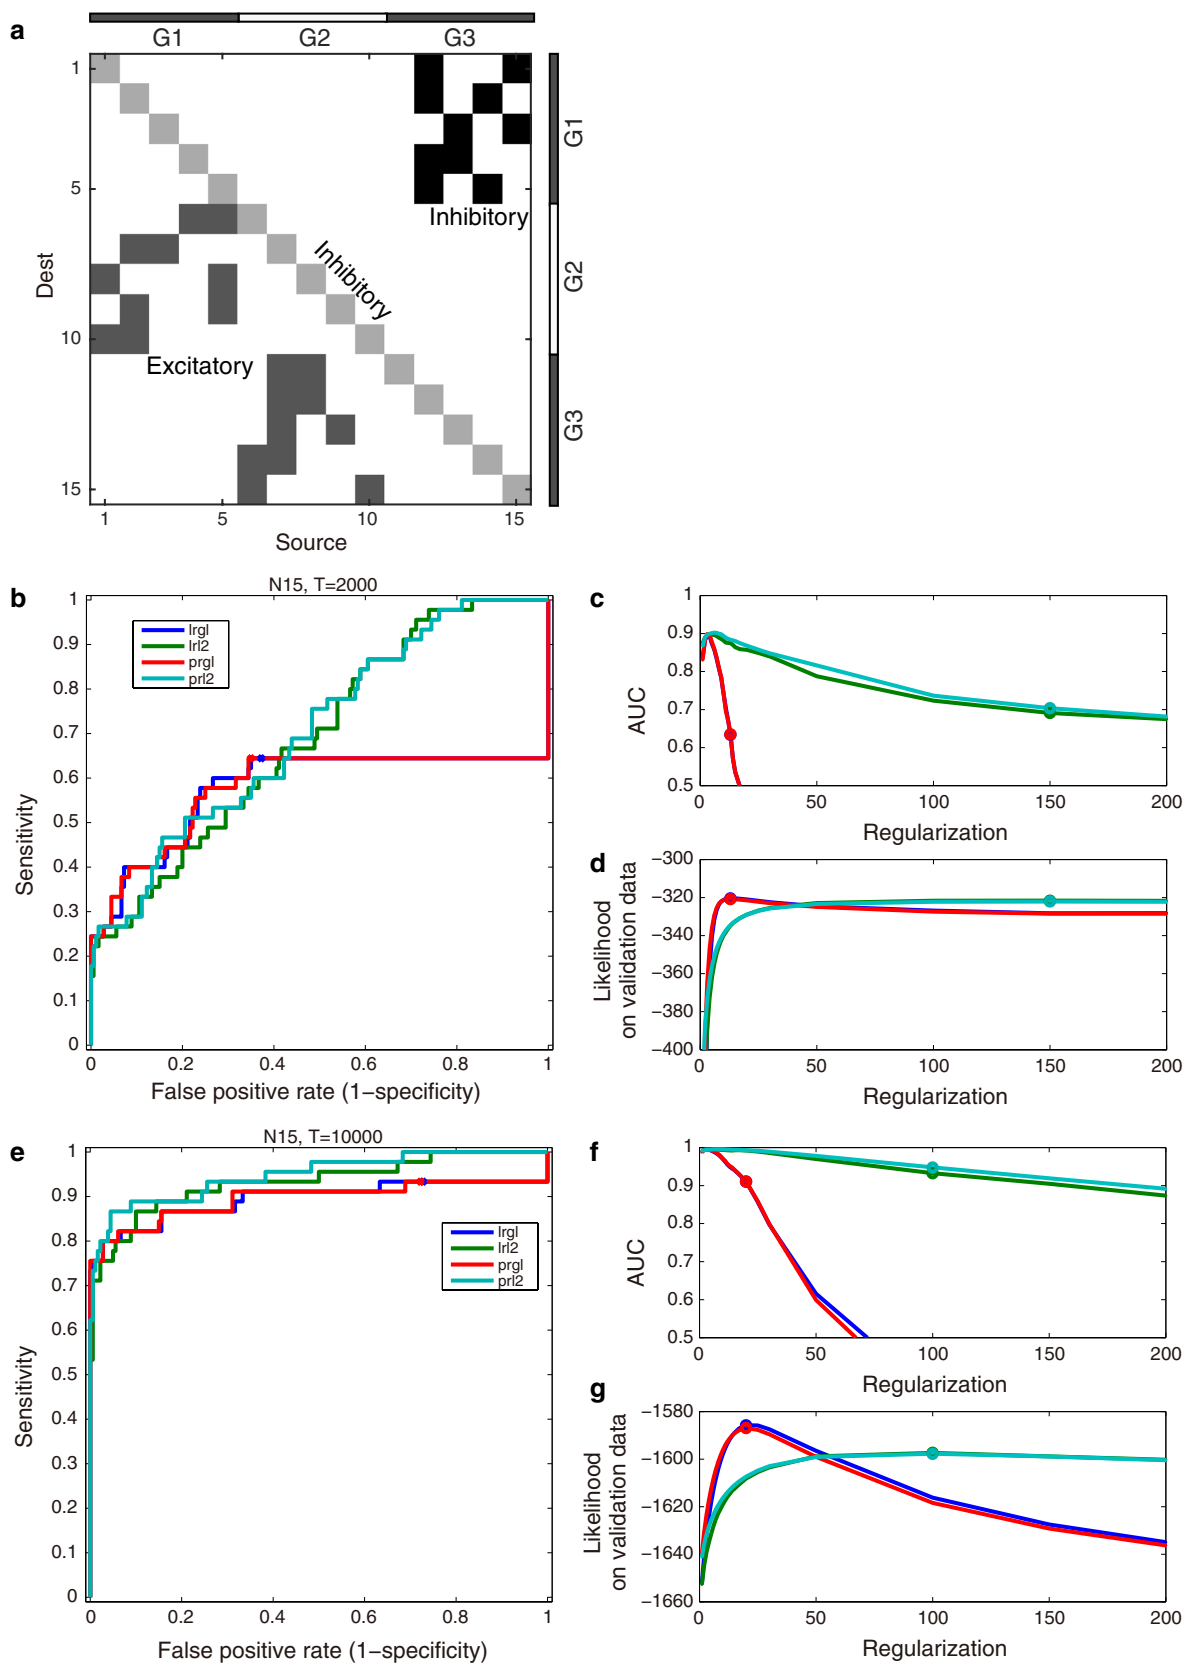 a
G1 G2 G3
1
5
10
15
Dest
Inhibitory
Inhibitory
Excitatory
G1
G2
G3
1 5 10 15
Source
b
N15, T=2000
1
0.9
0.8
0.7
0.6
0.5
0.4
0.3
0.2
0.1
0
Sensitivity
lrgl
lrl2
prgl
prl2
0 0.2 0.4 0.6 0.8 1
False positive rate (1−specificity)
c
1
0.9
0.8
0.7
0.6
0.5
AUC
0 50 100 150 200
Regularization
d
−300
−320
−340
−360
−380
−400
Likelihood
on validation data
0 50 100 150 200
Regularization
e
N15, T=10000
1
0.9
0.8
0.7
0.6
0.5
0.4
0.3
0.2
0.1
0
Sensitivity
lrgl
lrl2
prgl
prl2
0 0.2 0.4 0.6 0.8 1
False positive rate (1−specificity)
f
1
0.9
0.8
0.7
0.6
0.5
AUC
0 50 100 150 200
Regularization
g
−1580
−1600
−1620
−1640
−1660
Likelihood
on validation data
0 50 100 150 200
Regularization